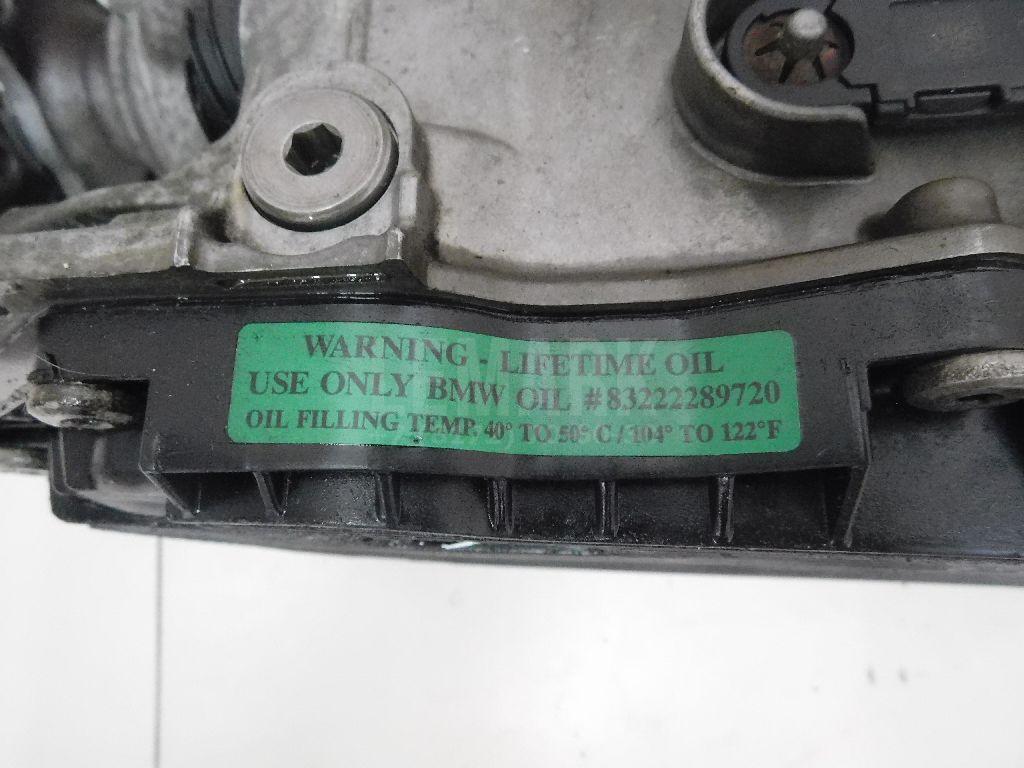 WARNING - LIFETIME OIL
USE ONLY BMW OIL #83222289720
OIL FILLING TEMP. 40° TO 50° C / 104° TO 122°F